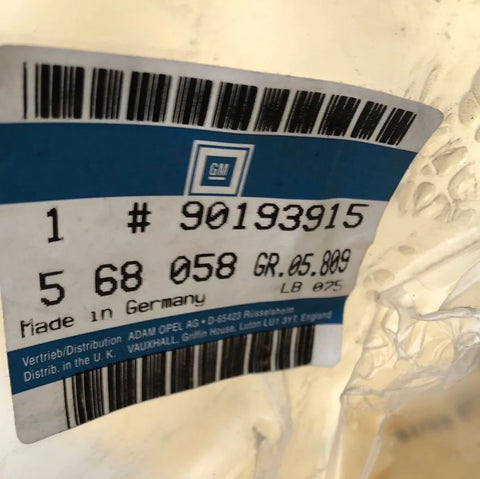 GM
1 # 90193915
5 68 058 GR.05.809
LB 075
Made in Germany
Vertrieb/Distribution ADAM OPEL AG • D-65423 Rüsselsheim
Distrib. in the U. K. VAUXHALL, Griffin House, Luton LU1 3YT, England